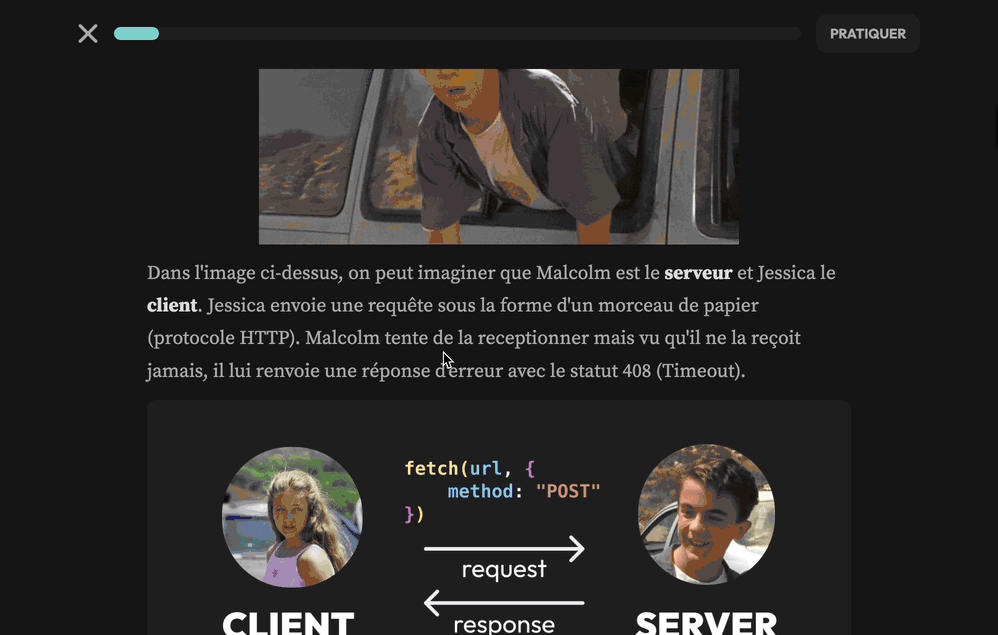 PRATIQUER
Dans l'image ci-dessus, on peut imaginer que Malcolm est le serveur et Jessica le
client. Jessica envoie une requête sous la forme d'un morceau de papier
(protocole HTTP). Malcolm tente de la receptionner mais vu qu'il ne la reçoit
jamais, il lui renvoie une réponse d'erreur avec le statut 408 (Timeout).
fetch(url, {
method: "POST"
})
request
response
CLIENT
SERVER